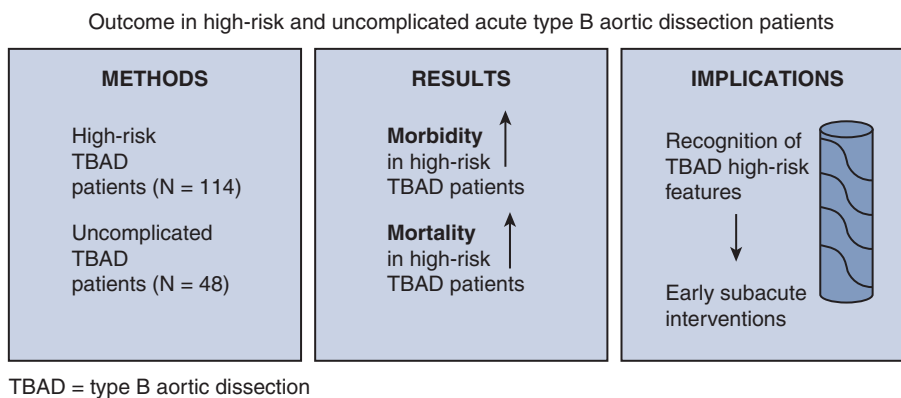 Outcome in high-risk and uncomplicated acute type B aortic dissection patients
METHODS
High-risk
TBAD
patients (N = 114)
Uncomplicated
TBAD
patients (N = 48)
RESULTS
Morbidity
in high-risk
TBAD patients
Mortality
in high-risk
TBAD patients
IMPLICATIONS
Recognition of
TBAD high-risk
features
Early subacute
interventions
TBAD = type B aortic dissection